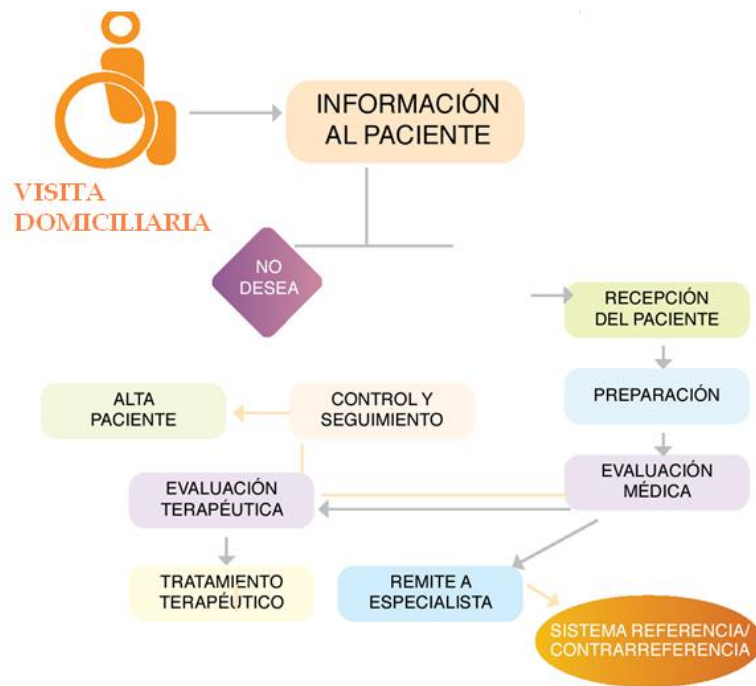 INFORMACIÓN
AL PACIENTE
VISITA
DOMICILIARIA
NO
DESEA
RECEPCIÓN
DEL PACIENTE
PREPARACIÓN
ALTA
PACIENTE
CONTROL Y
SEGUIMIENTO
EVALUACIÓN
MÉDICA
EVALUACIÓN
TERAPÉUTICA
TRATAMIENTO
TERAPÉUTICO
REMITE A
ESPECIALISTA
SISTEMA REFERENCIA/
CONTRARREFERENCIA